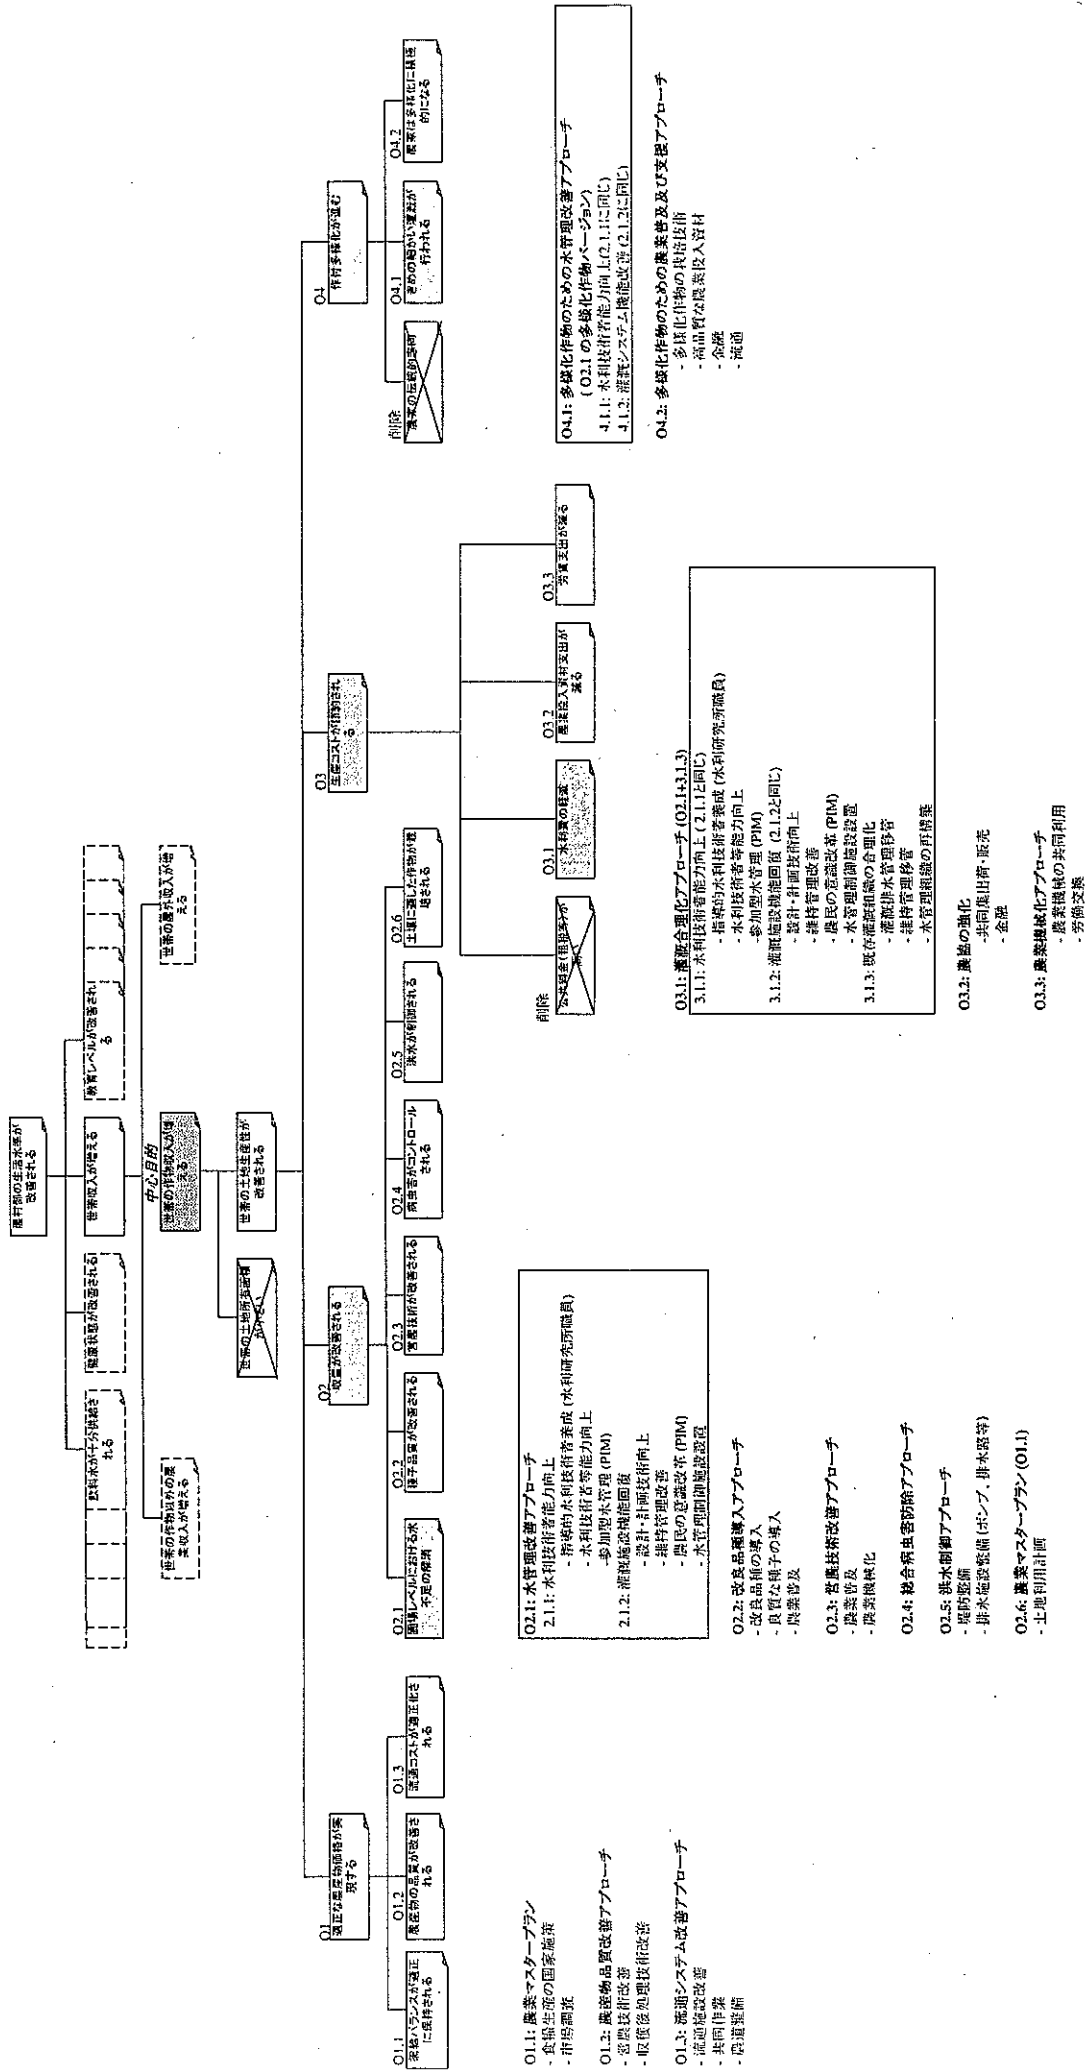 農村部の生活水準が
改善される
飲料水が十分供給さ
れる
健康状態が改善される
世帯収入が増える
教育レベルが改善され
る
中心目的
世帯の作物以外の農
業収入が増える
世帯の作物収入が増
える
世帯の農外収入が増
える
世帯の土地所有面積
が小さい
世帯の土地生産性が
改善される
O1
適正な農産物価格が実
現する
O2
収量が改善される
O3
生産コストが節約され
る
O4
作付多様化が進む
O1.1
需給バランスが適正
に保持される
O1.2
農産物の品質が改善さ
れる
O1.3
流通コストが適正化さ
れる
O2.1
圃場レベルにおける水
不足の解消
O2.2
種子品質が改善される
O2.3
営農技術が改善される
O2.4
病虫害がコントロール
される
O2.5
洪水が制御される
O2.6
土壌に適した作物が栽
培される
削除
公共料金(租税等)が
高い
O3.1
水利費の軽減
O3.2
農業投入資材支出が
減る
O3.3
労賃支出が減る
削除
農家の伝統的志向
O4.1
きめの細かい灌漑が
行われる
O4.2
農家は多様化に積極
的になる
O1.1: 農業マスタープラン
- 食糧生産の国家施策
- 市場調査
O1.2: 農産物品質改善アプローチ
- 営農技術改善
- 収穫後処理技術改善
O1.3: 流通システム改善アプローチ
- 流通施設改善
- 共同作業
- 農道整備
O2.1: 水管理改善アプローチ
2.1.1: 水利技術者能力向上
- 指導的水利技術者養成 (水利研究所職員)
- 水利技術者等能力向上
- 参加型水管理 (PIM)
2.1.2: 灌漑施設機能回復
- 設計・計画技術向上
- 維持管理改善
- 農民の意識改革 (PIM)
- 水管理制御施設設置
O2.2: 改良品種導入アプローチ
- 改良品種の導入
- 良質な種子の導入
- 農業普及
O2.3: 営農技術改善アプローチ
- 農業普及
- 農業機械化
O2.4: 総合病虫害防除アプローチ
O2.5: 洪水制御アプローチ
- 堤防整備
- 排水施設整備 (ポンプ、排水路等)
O2.6: 農業マスタープラン (O1.1)
- 土地利用計画
O3.1: 灌漑合理化アプローチ (O2.1+3.1.3)
3.1.1: 水利技術者能力向上 ( 2.1.1と同じ)
- 指導的水利技術者養成 (水利研究所職員)
- 水利技術者等能力向上
- 参加型水管理 (PIM)
3.1.2: 灌漑施設機能回復 (2.1.2と同じ)
- 設計・計画技術向上
- 維持管理改善
- 農民の意識改革 (PIM)
- 水管理制御施設設置
3.1.3: 既存灌漑組織の合理化
- 灌漑排水管理移管
- 維持管理移管
- 水管理組織の再構築
O3.2: 農協の強化
- 共同集出荷・販売
- 金融
O3.3: 農業機械化アプローチ
- 農業機械の共同利用
- 労働交換
O4.1: 多様化作物のための水管理改善アプローチ
( O2.1 の多様化作物バージョン)
4.1.1: 水利技術者能力向上(2.1.1に同じ)
4.1.2: 灌漑システム機能改善 (2.1.2に同じ)
O4.2: 多様化作物のための農業普及及び支援アプローチ
- 多様化作物の栽培技術
- 高品質な農業投入資材
- 金融
- 流通